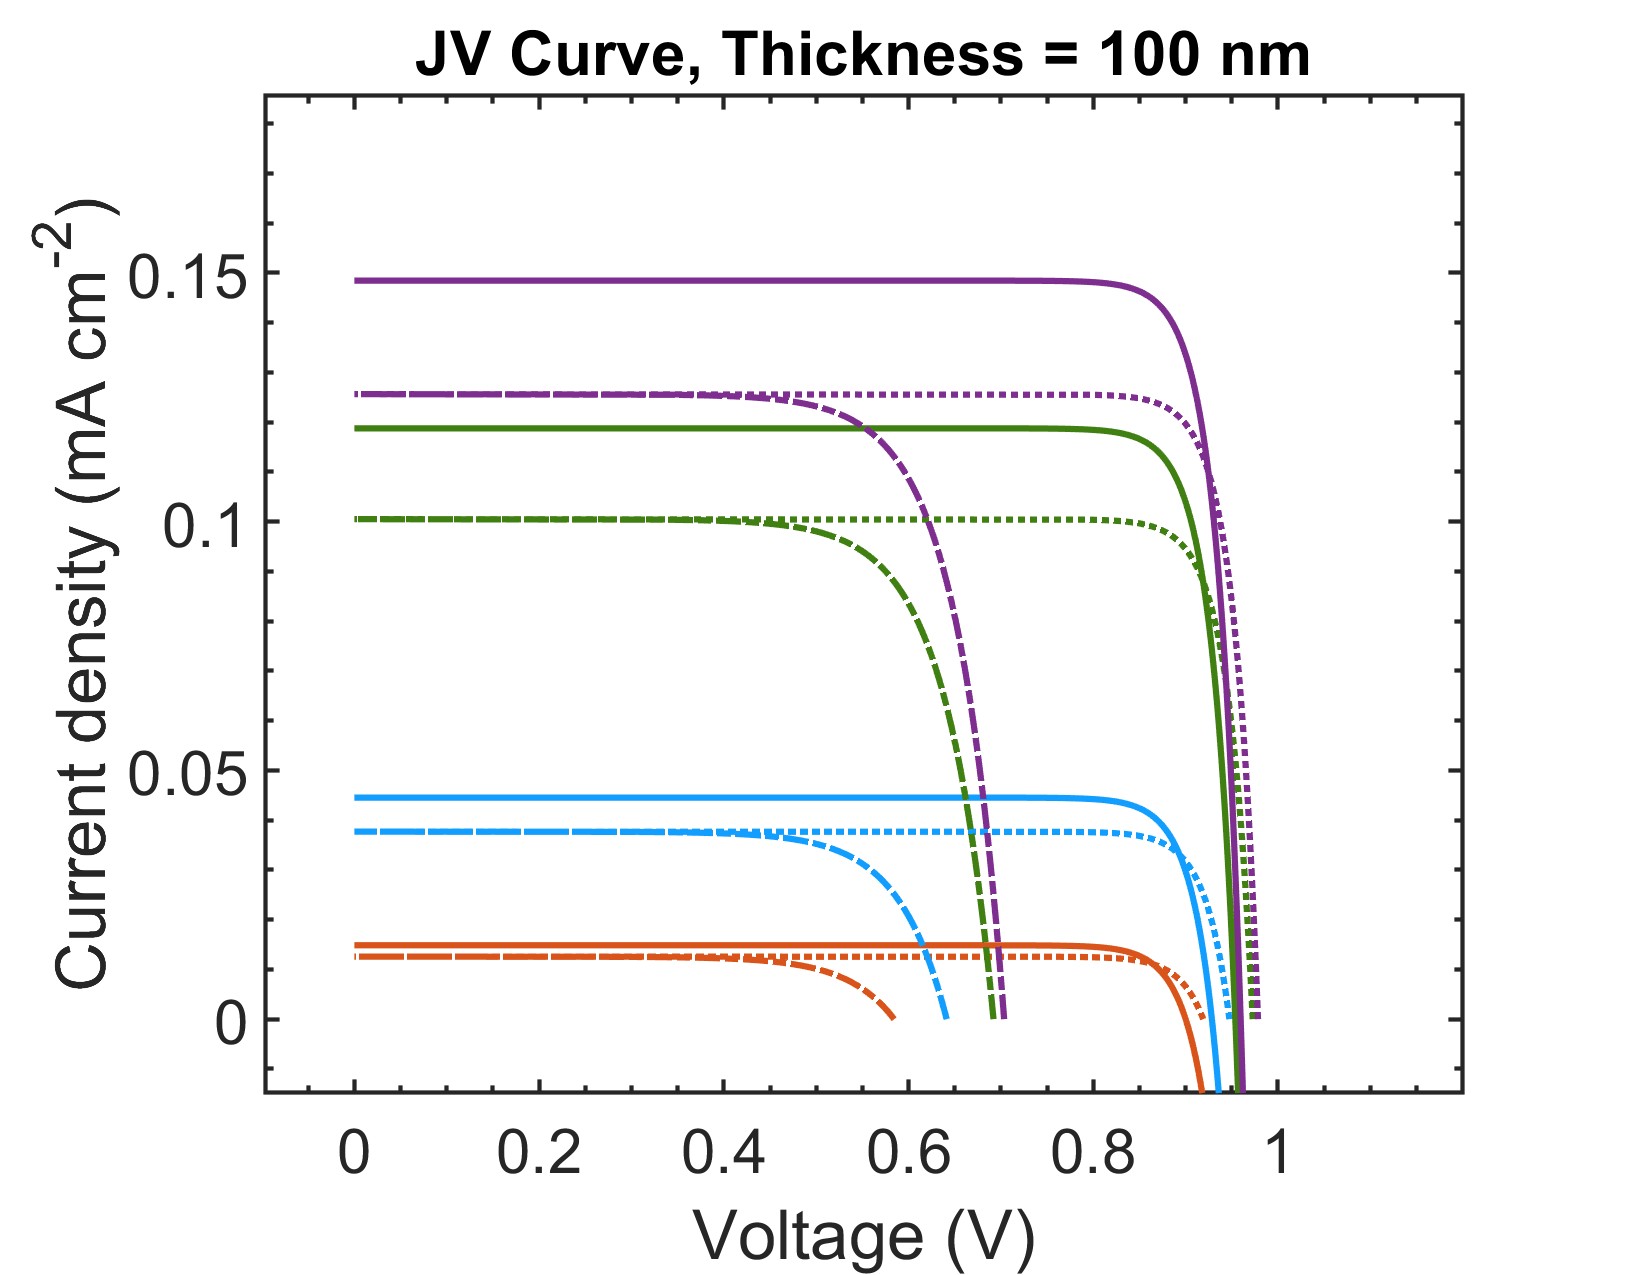 JV Curve, Thickness = 100 nm
Current density (mA cm-2)
0.15
0.1
0.05
0
0 0.2 0.4 0.6 0.8 1
Voltage (V)